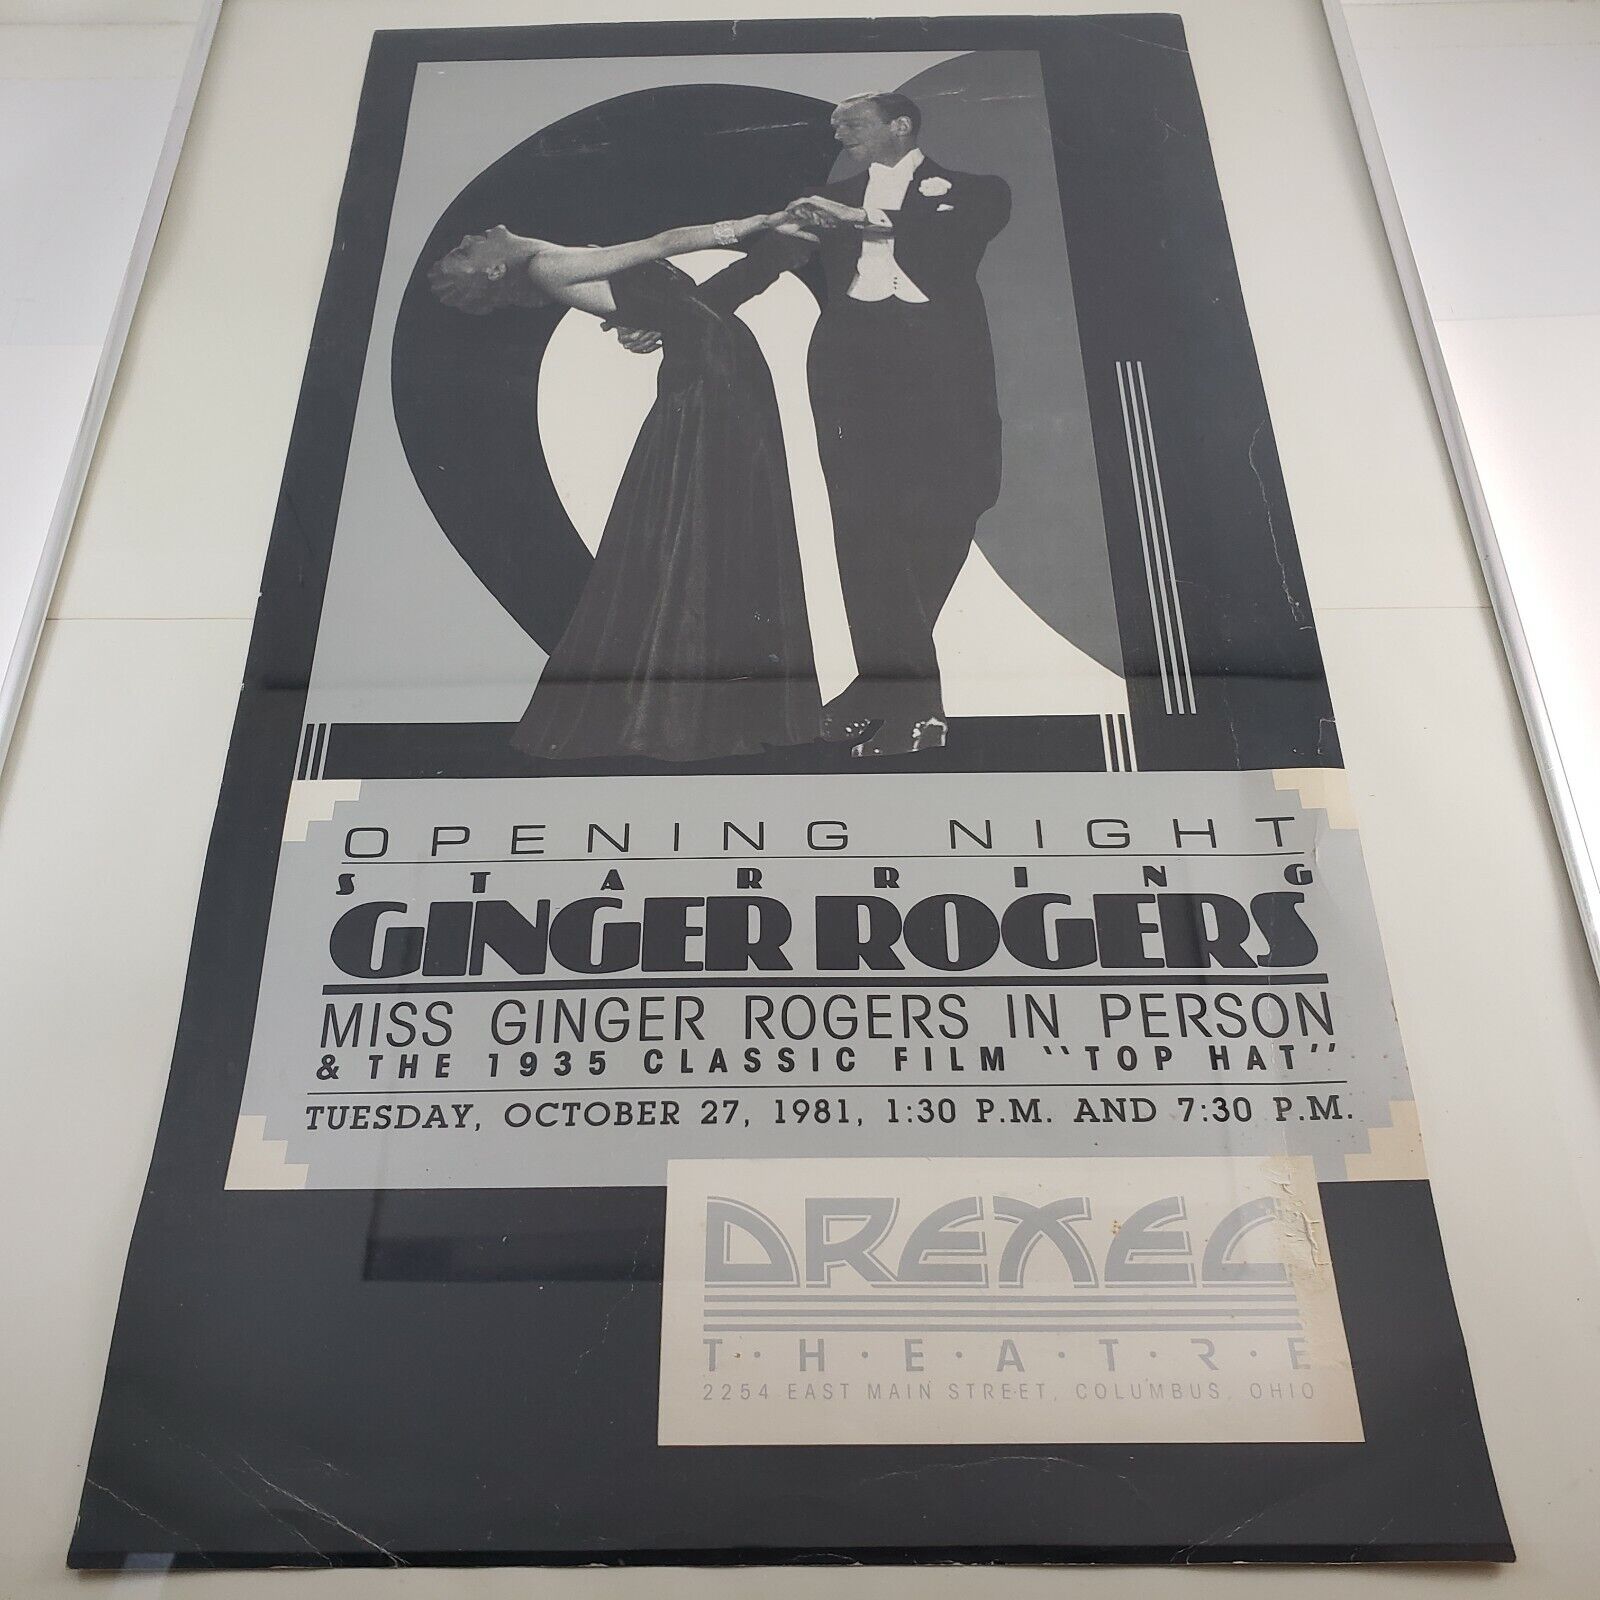 OPENING NIGHT
STARRING
GINGER ROGERS
MISS GINGER ROGERS IN PERSON
& THE 1935 CLASSIC FILM "TOP HAT"
TUESDAY, OCTOBER 27, 1981, 1:30 P.M. AND 7:30 P.M.
DREXEL
T·H·E·A·T·R·E
2254 EAST MAIN STREET, COLUMBUS, OHIO